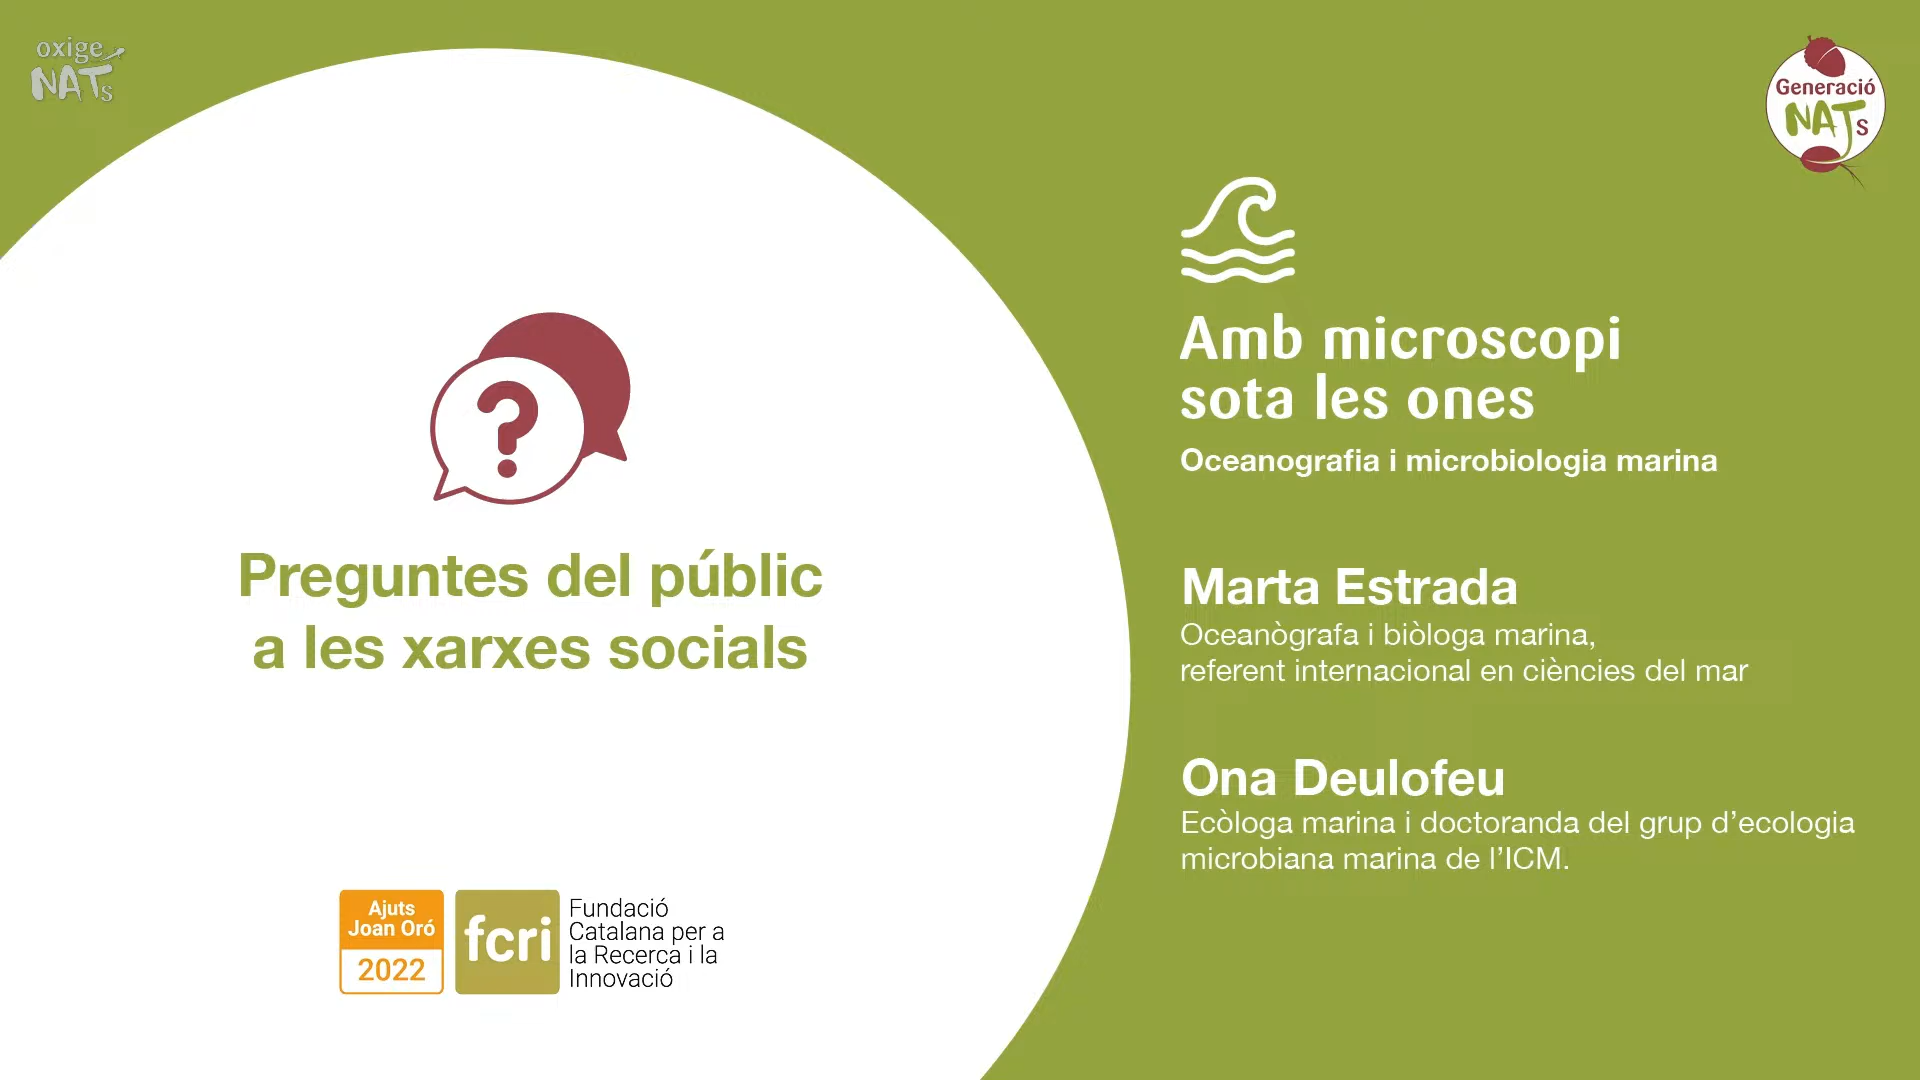 oxige
NATs
Generació
NATs
Amb microscopi
sota les ones
Oceanografia i microbiologia marina
Preguntes del públic
a les xarxes socials
Marta Estrada
Oceanògrafa i biòloga marina,
referent internacional en ciències del mar
Ona Deulofeu
Ecòloga marina i doctoranda del grup d’ecologia
microbiana marina de l’ICM.
Ajuts
Joan Oró
2022
fcri
Fundació
Catalana per a
la Recerca i la
Innovació